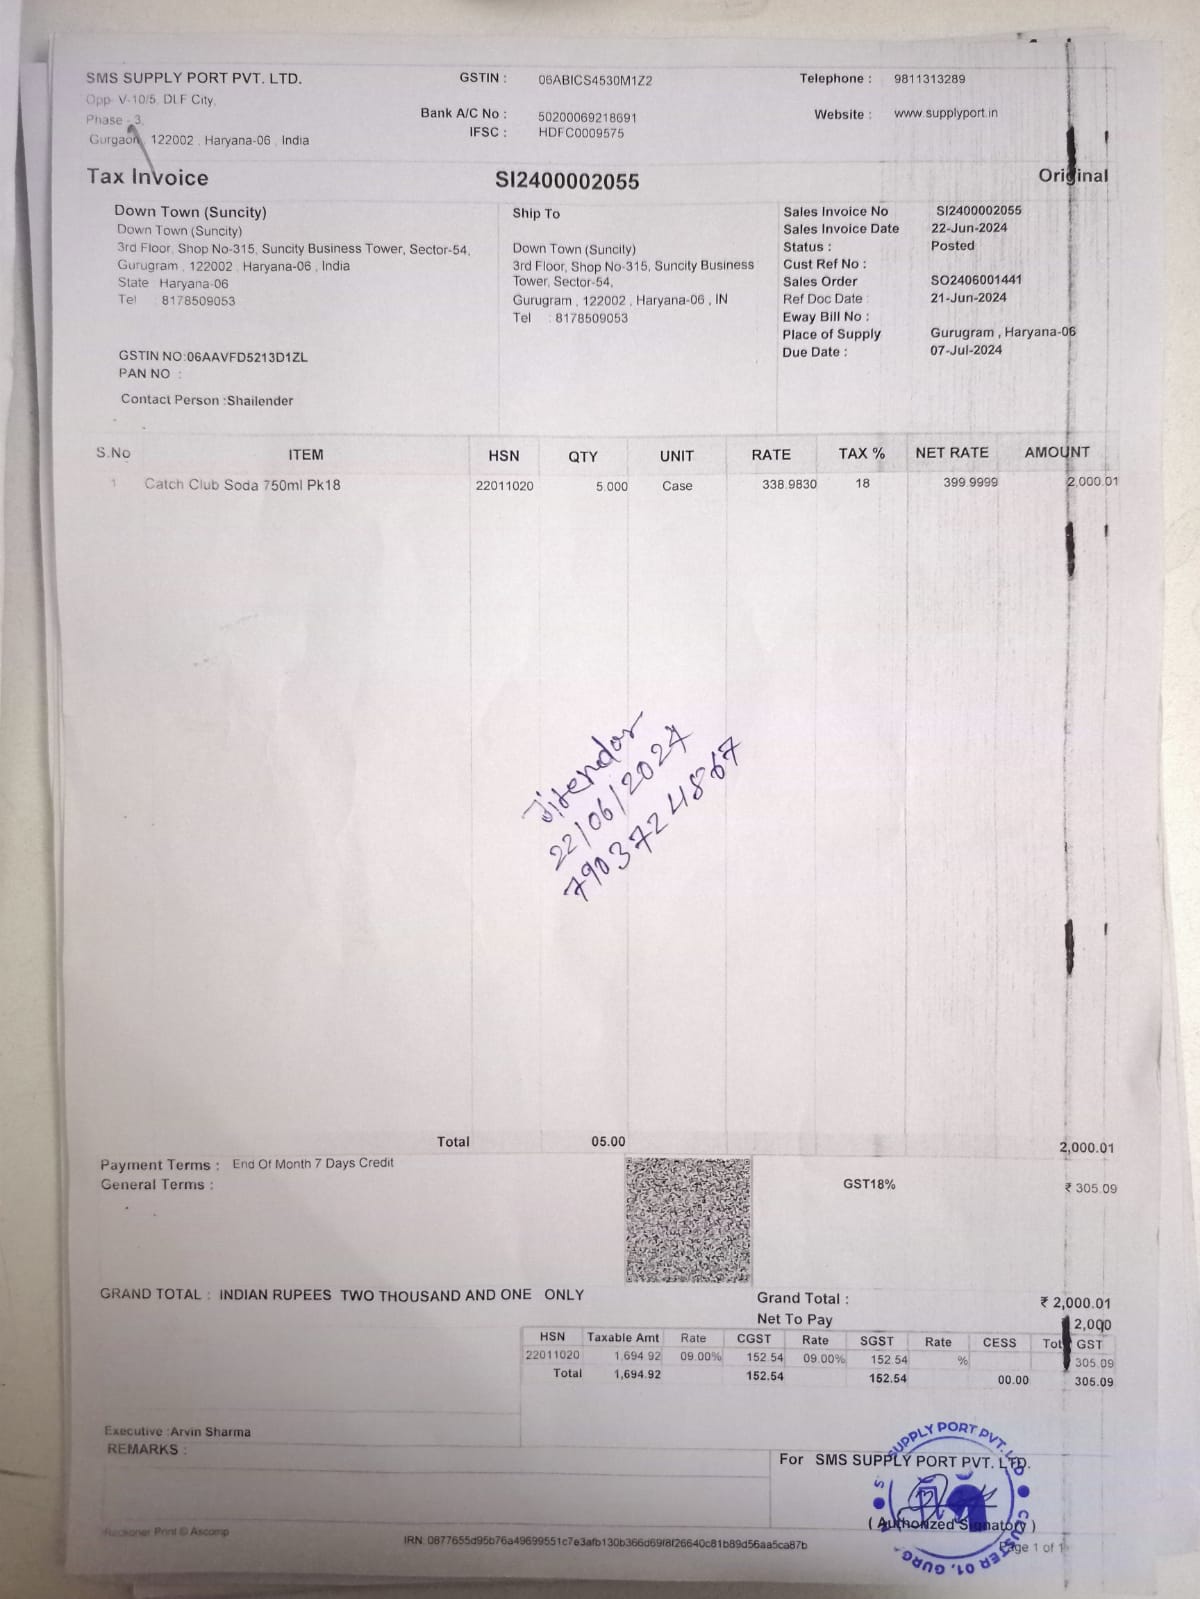 SMS SUPPLY PORT PVT. LTD.
Opp- V-10/5, DLF City,
Phase - 3,
Gurgaon, 122002 , Haryana-06 , India
GSTIN : 06ABICS4530M1Z2
Bank A/C No : 50200069218691
IFSC : HDFC0009575
Telephone : 9811313289
Website : www.supplyport.in
Tax Invoice SI2400002055 Original
Down Town (Suncity)
Down Town (Suncity)
3rd Floor, Shop No-315, Suncity Business Tower, Sector-54,
Gurugram , 122002 , Haryana-06 , India
State Haryana-06
Tel : 8178509053
GSTIN NO:06AAVFD5213D1ZL
PAN NO :
Contact Person :Shailender
Ship To
Down Town (Suncity)
3rd Floor, Shop No-315, Suncity Business
Tower, Sector-54,
Gurugram , 122002 , Haryana-06 , IN
Tel : 8178509053
Sales Invoice No SI2400002055
Sales Invoice Date 22-Jun-2024
Status : Posted
Cust Ref No :
Sales Order SO2406001441
Ref Doc Date : 21-Jun-2024
Eway Bill No :
Place of Supply Gurugram , Haryana-06
Due Date : 07-Jul-2024
S.No ITEM HSN QTY UNIT RATE TAX % NET RATE AMOUNT
1 Catch Club Soda 750ml Pk18 22011020 5.000 Case 338.9830 18 399.9999 2,000.01
Jitendar
22/06/2024
7903724867
Total 05.00 2,000.01
Payment Terms : End Of Month 7 Days Credit
General Terms :
GST18% ₹ 305.09
GRAND TOTAL : INDIAN RUPEES TWO THOUSAND AND ONE ONLY
Grand Total : ₹ 2,000.01
Net To Pay 2,000
HSN Taxable Amt Rate CGST Rate SGST Rate CESS Tot GST
22011020 1,694.92 09.00% 152.54 09.00% 152.54 % 305.09
Total 1,694.92 152.54 152.54 00.00 305.09
Executive :Arvin Sharma
REMARKS :
For SMS SUPPLY PORT PVT. LTD.
SUPPLY PORT PVT. LTD
CLUSTER 01, GURG
( Authorized Signatory )
Reckoner Print © Ascomp
IRN: 0877655d95b76a49699551c7e3afb130b366d69f8f26640c81b89d56aa5ca87b
Page 1 of 1